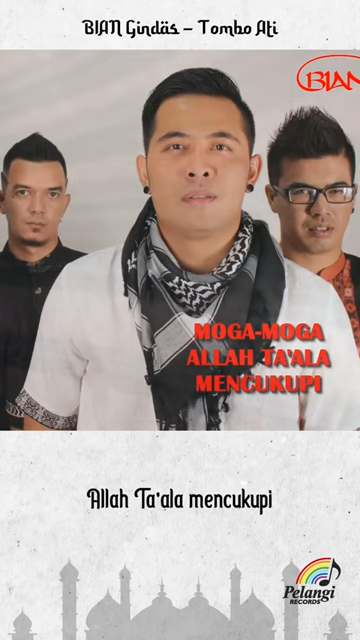 BIAN Gindäs – Tombo Ati
BIAN
MOGA-MOGA
ALLAH TA'ALA
MENCUKUPI
Allah Ta'ala mencukupi
Pelangi
RECORDS